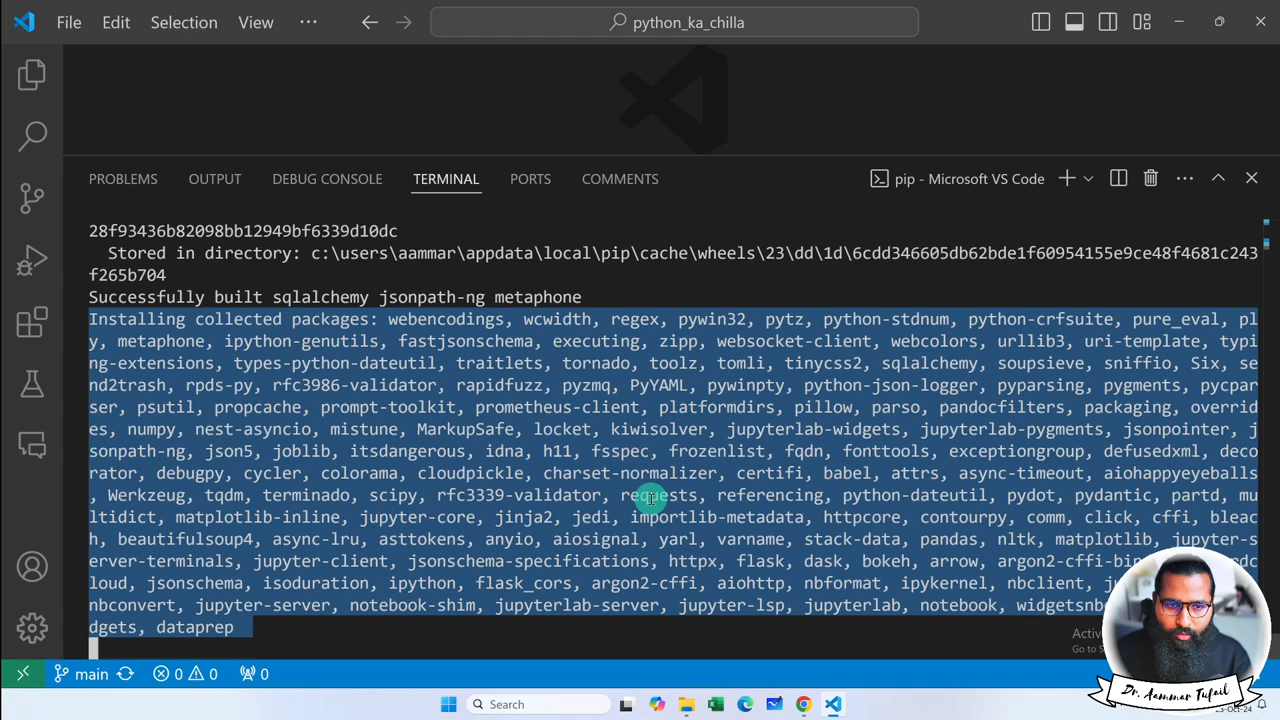 File Edit Selection View ··· python_ka_chilla
PROBLEMS OUTPUT DEBUG CONSOLE TERMINAL PORTS COMMENTS pip - Microsoft VS Code
28f93436b82098bb12949bf6339d10dc
Stored in directory: c:\users\aammar\appdata\local\pip\cache\wheels\23\dd\1d\6cdd346605db62bde1f60954155e9ce48f4681c243
f265b704
Successfully built sqlalchemy jsonpath-ng metaphone
Installing collected packages: webencodings, wcwidth, regex, pywin32, pytz, python-stdnum, python-crfsuite, pure_eval, pl
y, metaphone, ipython-genutils, fastjsonschema, executing, zipp, websocket-client, webcolors, urllib3, uri-template, typi
ng-extensions, types-python-dateutil, traitlets, tornado, toolz, tomli, tinycss2, sqlalchemy, soupsieve, sniffio, Six, se
nd2trash, rpds-py, rfc3986-validator, rapidfuzz, pyzmq, PyYAML, pywinpty, python-json-logger, pyparsing, pygments, pycpar
ser, psutil, propcache, prompt-toolkit, prometheus-client, platformdirs, pillow, parso, pandocfilters, packaging, overrid
es, numpy, nest-asyncio, mistune, MarkupSafe, locket, kiwisolver, jupyterlab-widgets, jupyterlab-pygments, jsonpointer, j
sonpath-ng, json5, joblib, itsdangerous, idna, h11, fsspec, frozenlist, fqdn, fonttools, exceptiongroup, defusedxml, deco
rator, debugpy, cycler, colorama, cloudpickle, charset-normalizer, certifi, babel, attrs, async-timeout, aiohappyeyeballs
, Werkzeug, tqdm, terminado, scipy, rfc3339-validator, requests, referencing, python-dateutil, pydot, pydantic, partd, mu
ltidict, matplotlib-inline, jupyter-core, jinja2, jedi, importlib-metadata, httpcore, contourpy, comm, click, cffi, bleac
h, beautifulsoup4, async-lru, asttokens, anyio, aiosignal, yarl, varname, stack-data, pandas, nltk, matplotlib, jupyter-s
erver-terminals, jupyter-client, jsonschema-specifications, httpx, flask, dask, bokeh, arrow, argon2-cffi-bin
loud, jsonschema, isoduration, ipython, flask_cors, argon2-cffi, aiohttp, nbformat, ipykernel, nbclient,
nbconvert, jupyter-server, notebook-shim, jupyterlab-server, jupyter-lsp, jupyterlab, notebook, widgetsnb
dgets, dataprep
Dr. Aammar Tufail
main 0 0 0
Search